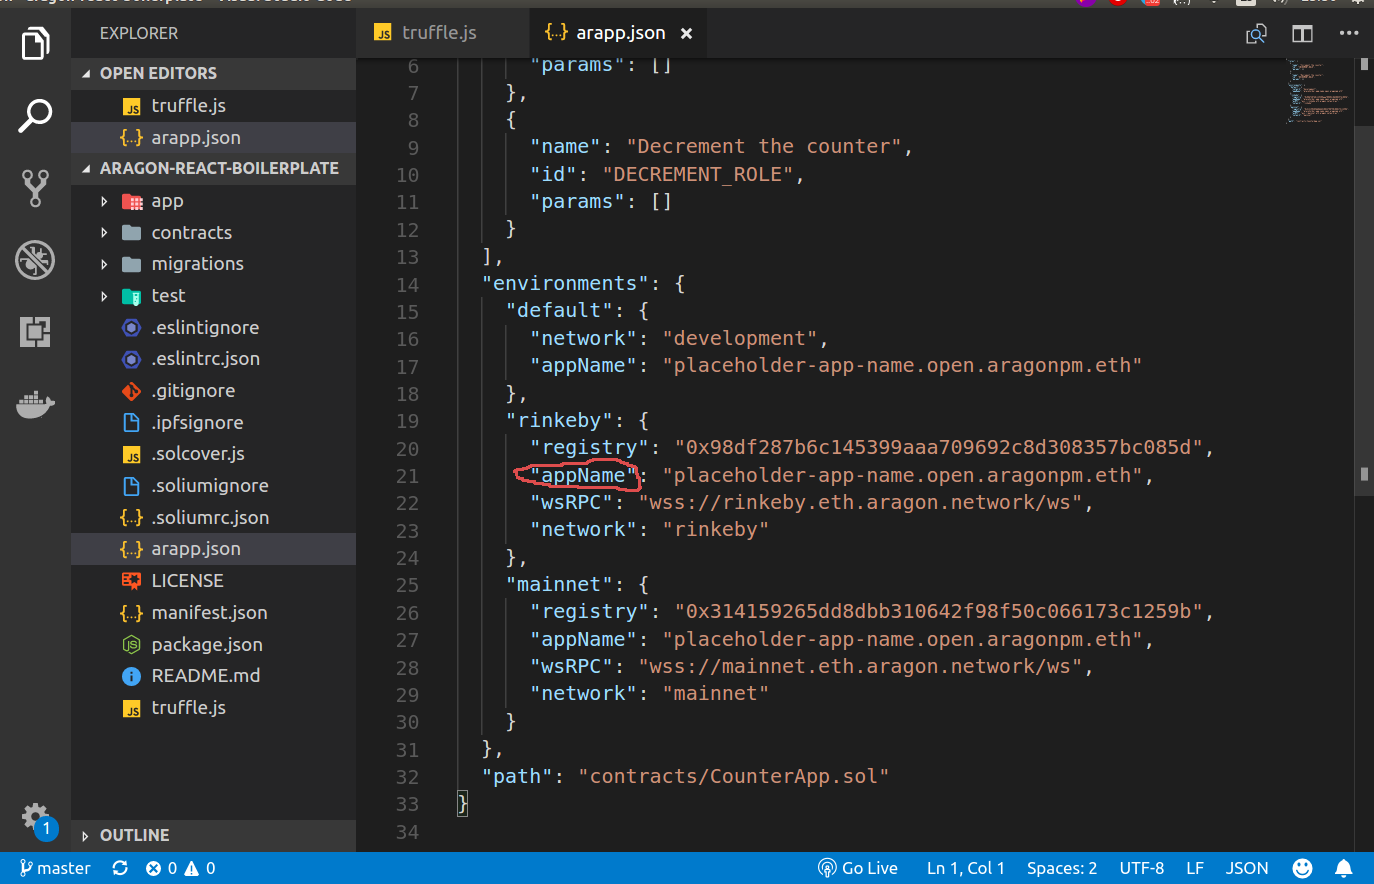 EXPLORER
OPEN EDITORS
truffle.js
arapp.json
ARAGON-REACT-BOILERPLATE
app
contracts
migrations
test
.eslintignore
.eslintrc.json
.gitignore
.ipfsignore
.solcover.js
.soliumignore
.soliumrc.json
arapp.json
LICENSE
manifest.json
package.json
README.md
truffle.js
OUTLINE
truffle.js
arapp.json
6 "params": []
7 },
8 {
9 "name": "Decrement the counter",
10 "id": "DECREMENT_ROLE",
11 "params": []
12 }
13 ],
14 "environments": {
15 "default": {
16 "network": "development",
17 "appName": "placeholder-app-name.open.aragonpm.eth"
18 },
19 "rinkeby": {
20 "registry": "0x98df287b6c145399aaa709692c8d308357bc085d",
21 "appName": "placeholder-app-name.open.aragonpm.eth",
22 "wsRPC": "wss://rinkeby.eth.aragon.network/ws",
23 "network": "rinkeby"
24 },
25 "mainnet": {
26 "registry": "0x314159265dd8dbb310642f98f50c066173c1259b",
27 "appName": "placeholder-app-name.open.aragonpm.eth",
28 "wsRPC": "wss://mainnet.eth.aragon.network/ws",
29 "network": "mainnet"
30 }
31 },
32 "path": "contracts/CounterApp.sol"
33 }
34
1
master 0 0 Go Live Ln 1, Col 1 Spaces: 2 UTF-8 LF JSON